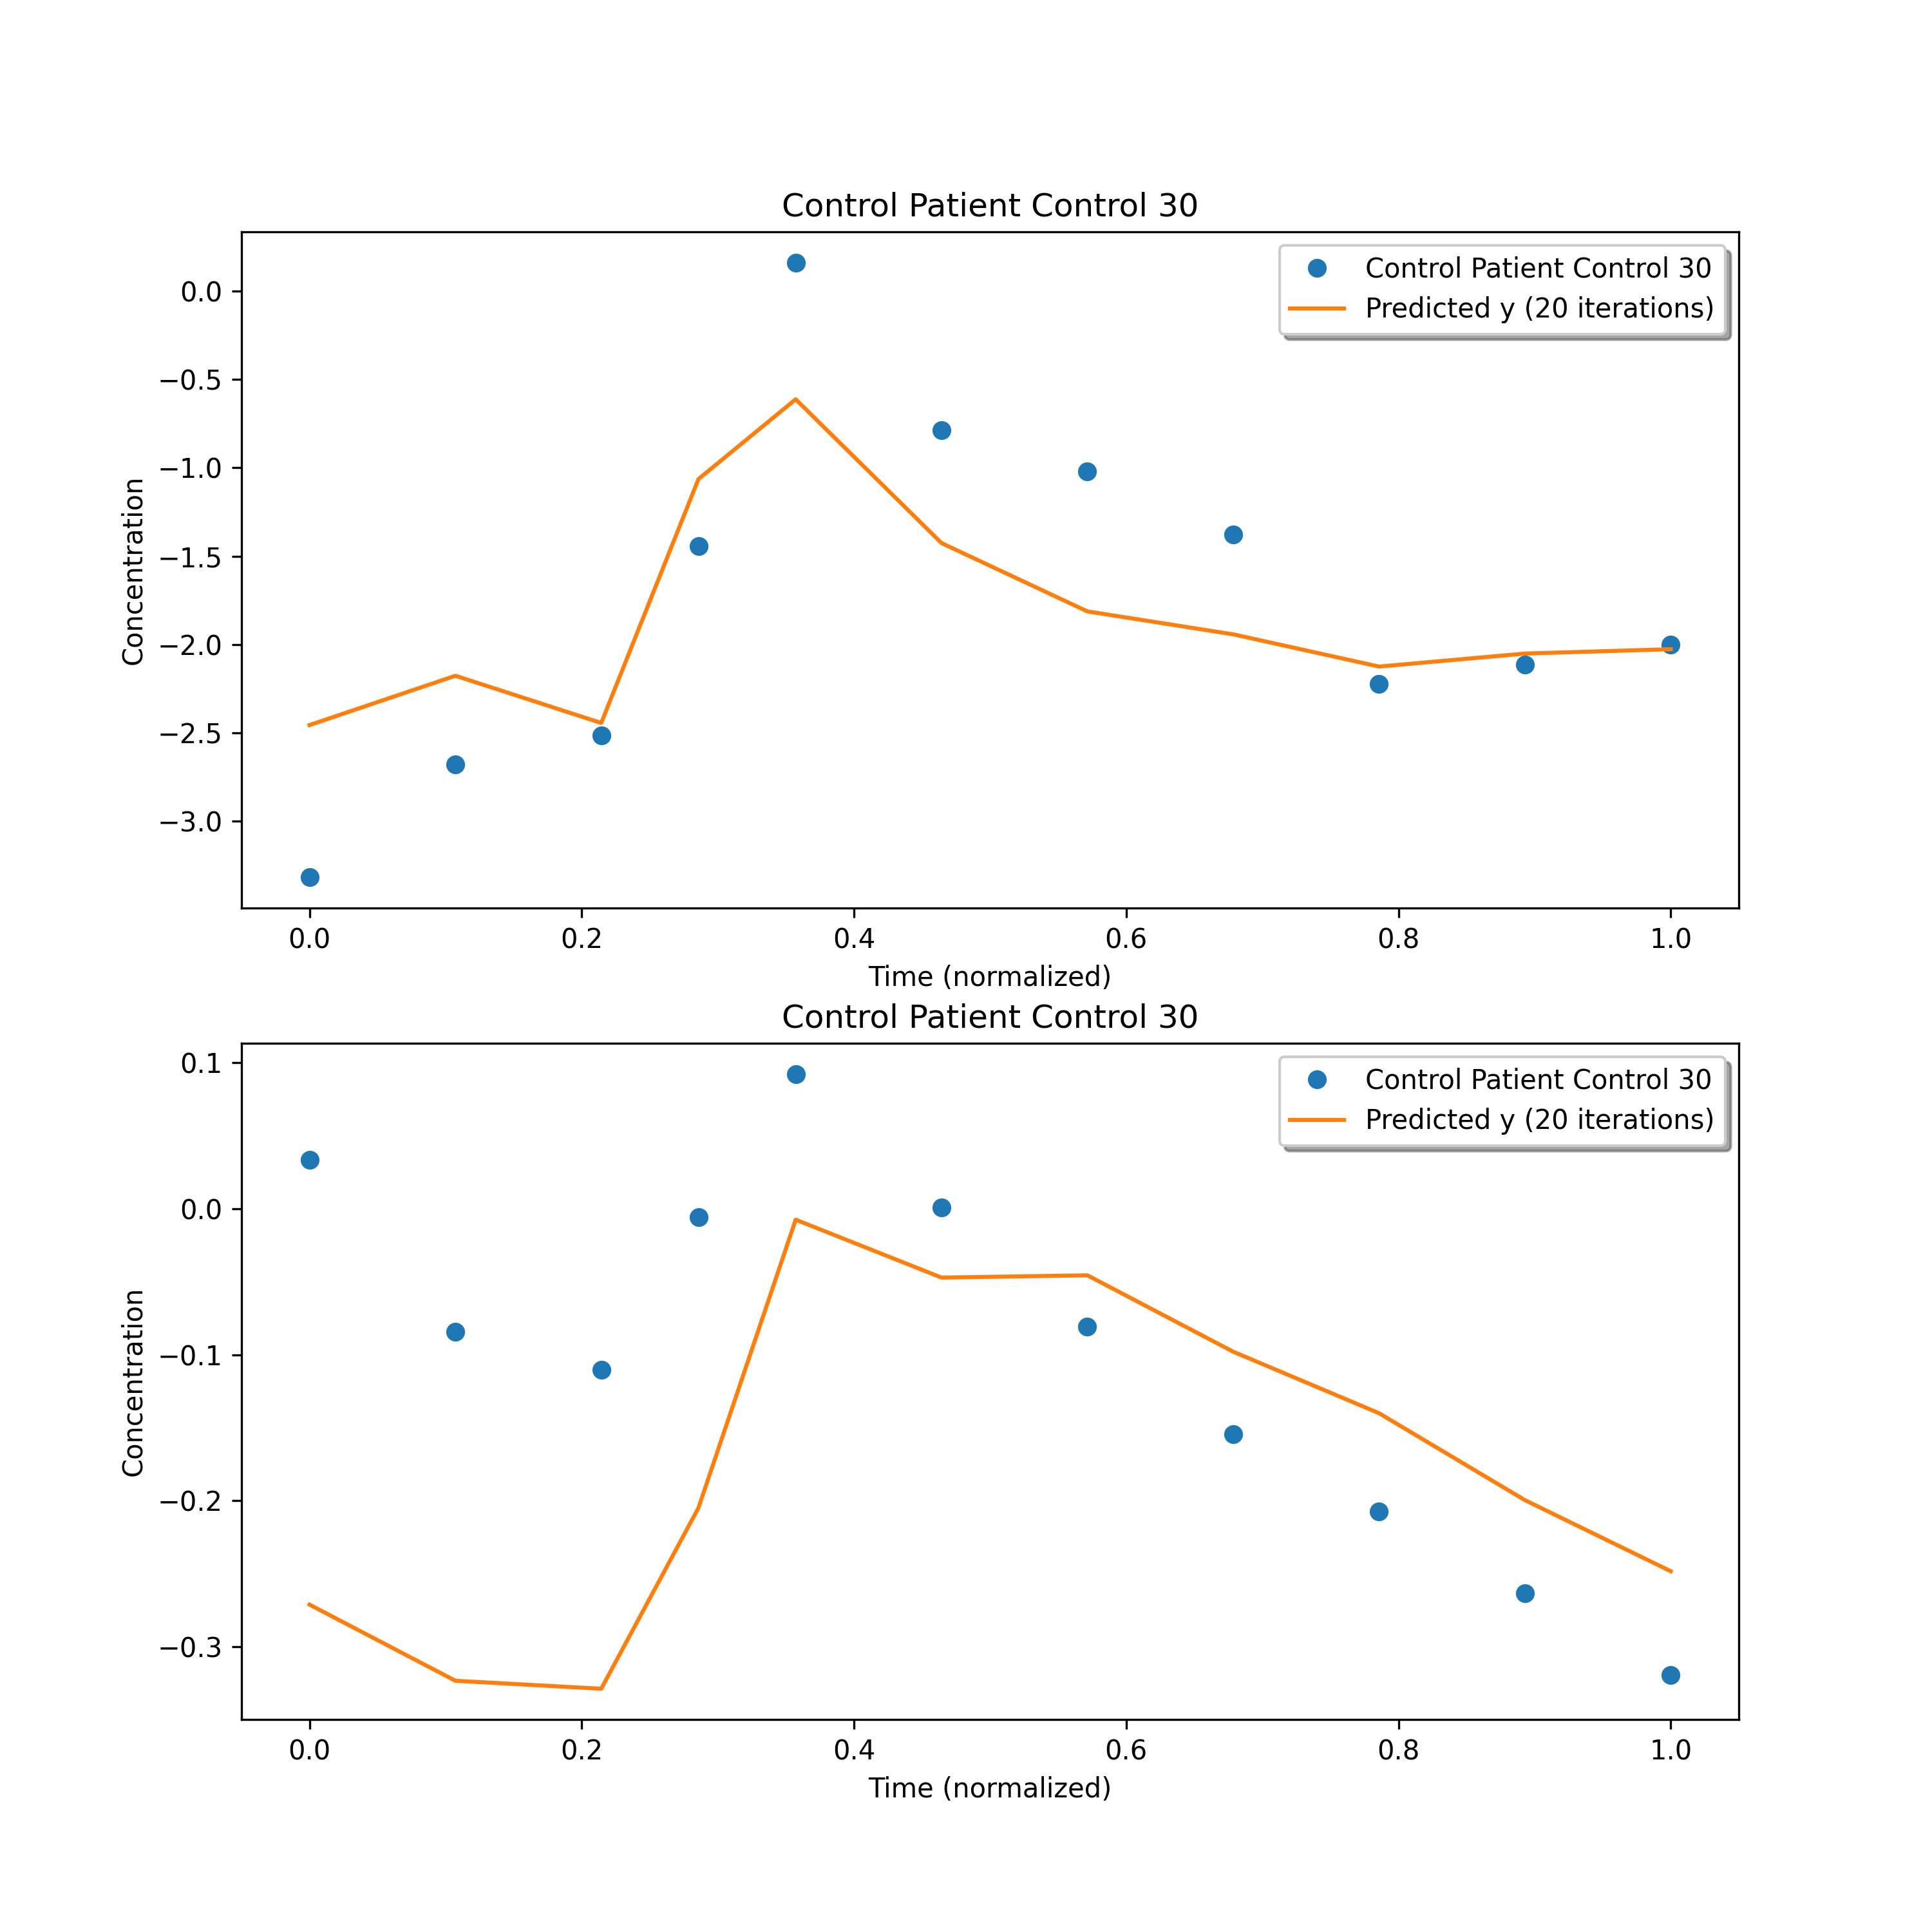 Control Patient Control 30
Control Patient Control 30
Predicted y (20 iterations)
0.0
−0.5
−1.0
−1.5
−2.0
−2.5
−3.0
Concentration
0.0 0.2 0.4 0.6 0.8 1.0
Time (normalized)
Control Patient Control 30
Control Patient Control 30
Predicted y (20 iterations)
0.1
0.0
−0.1
−0.2
−0.3
Concentration
0.0 0.2 0.4 0.6 0.8 1.0
Time (normalized)